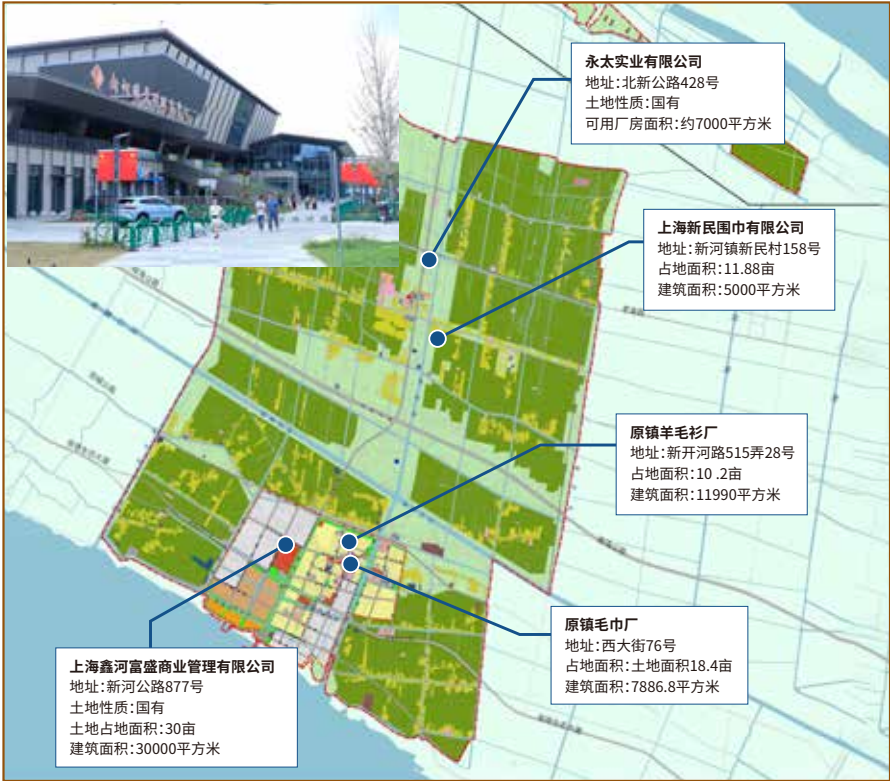 永太实业有限公司
地址:北新公路428号
土地性质:国有
可用厂房面积:约7000平方米
上海新民围巾有限公司
地址:新河镇新民村158号
占地面积:11.88亩
建筑面积:5000平方米
原镇羊毛衫厂
地址:新开河路515弄28号
占地面积:10 .2亩
建筑面积:11990平方米
原镇毛巾厂
地址:西大街76号
占地面积:土地面积18.4亩
建筑面积:7886.8平方米
上海鑫河富盛商业管理有限公司
地址:新河公路877号
土地性质:国有
土地占地面积:30亩
建筑面积:30000平方米